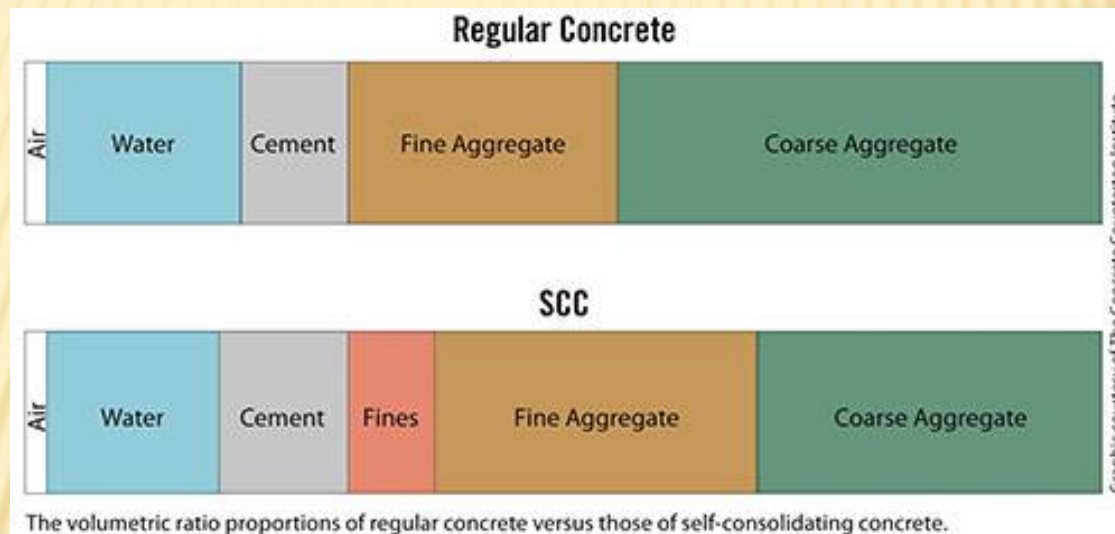 Regular Concrete
Air
Water
Cement
Fine Aggregate
Coarse Aggregate
SCC
Air
Water
Cement
Fines
Fine Aggregate
Coarse Aggregate
The volumetric ratio proportions of regular concrete versus those of self-consolidating concrete.